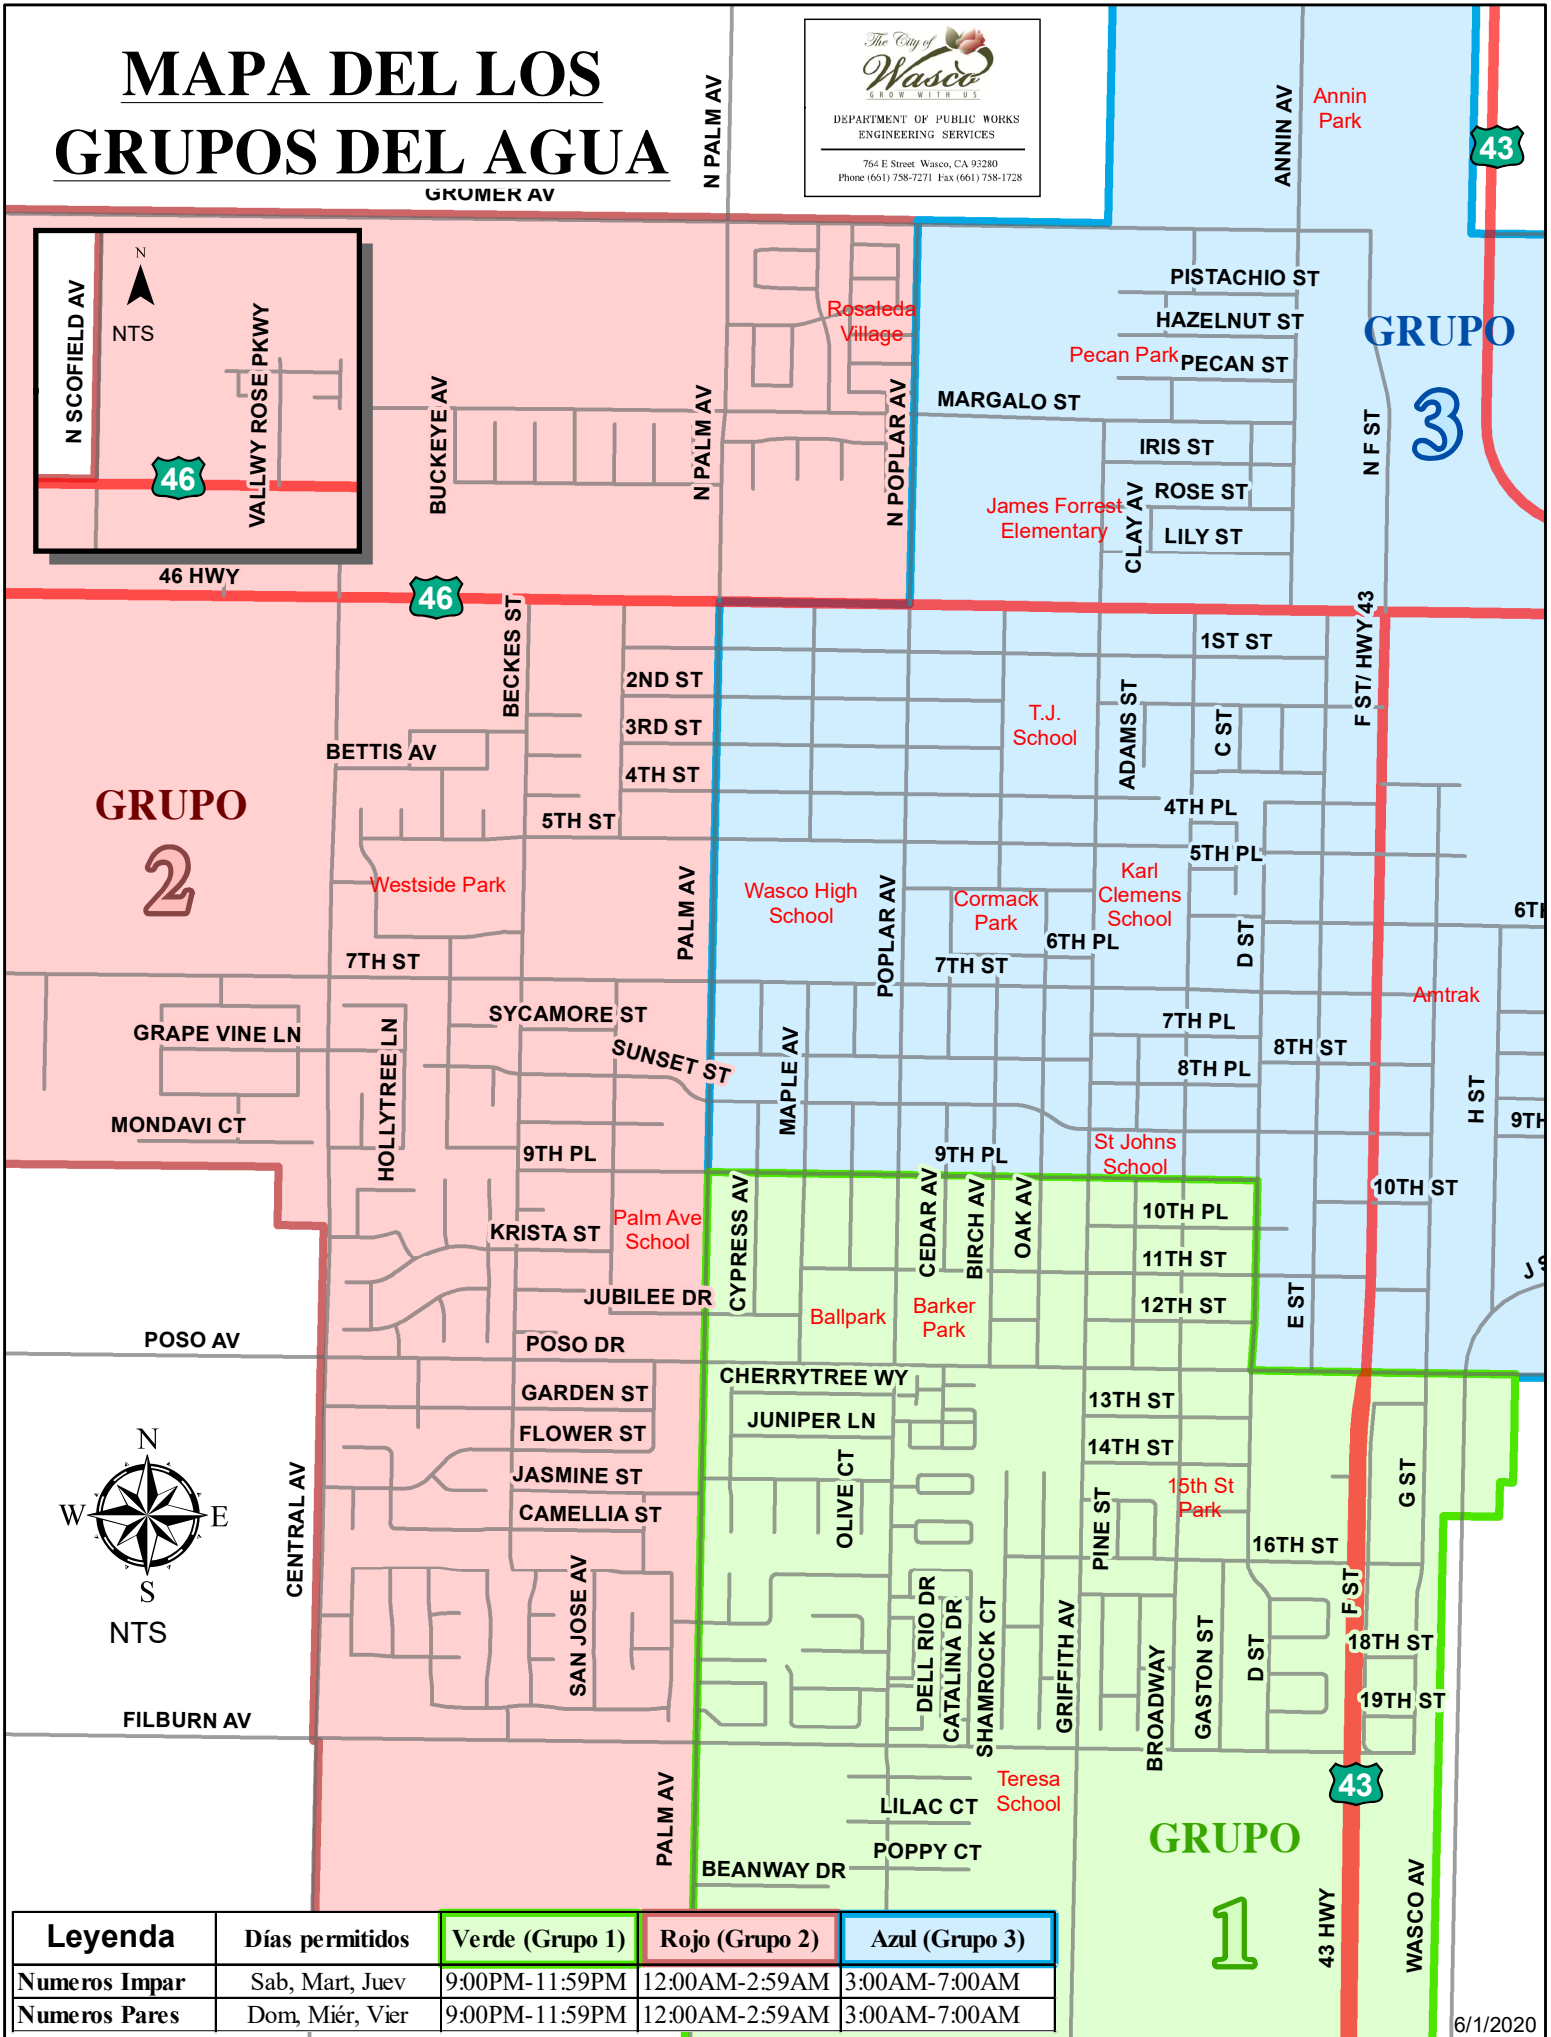 MAPA DEL LOS
GRUPOS DEL AGUA
The City of
Wasco
GROW WITH US
DEPARTMENT OF PUBLIC WORKS
ENGINEERING SERVICES
764 E Street Wasco, CA 93280
Phone (661) 758-7271 Fax (661) 758-1728
N PALM AV
ANNIN AV
Annin
Park
43
GROMER AV
N
NTS
N SCOFIELD AV
VALLWY ROSE PKWY
46
BUCKEYE AV
N PALM AV
Rosaleda
Village
N POPLAR AV
PISTACHIO ST
HAZELNUT ST
Pecan Park
PECAN ST
MARGALO ST
IRIS ST
ROSE ST
LILY ST
CLAY AV
James Forrest
Elementary
N F ST
GRUPO
3
46 HWY
46
BECKES ST
1ST ST
F ST/ HWY 43
2ND ST
3RD ST
4TH ST
5TH ST
BETTIS AV
T.J.
School
ADAMS ST
C ST
4TH PL
5TH PL
GRUPO
2
Westside Park
PALM AV
Wasco High
School
POPLAR AV
Cormack
Park
Karl
Clemens
School
6TH PL
D ST
6TH
7TH ST
7TH ST
Amtrak
GRAPE VINE LN
HOLLYTREE LN
SYCAMORE ST
SUNSET ST
MAPLE AV
7TH PL
8TH ST
8TH PL
H ST
9TH
MONDAVI CT
9TH PL
9TH PL
St Johns
School
10TH ST
KRISTA ST
Palm Ave
School
CYPRESS AV
CEDAR AV
BIRCH AV
OAK AV
10TH PL
11TH ST
12TH ST
E ST
J S
JUBILEE DR
Ballpark
Barker
Park
POSO AV
POSO DR
CHERRYTREE WY
GARDEN ST
JUNIPER LN
13TH ST
FLOWER ST
14TH ST
JASMINE ST
CAMELLIA ST
OLIVE CT
PINE ST
15th St
Park
G ST
N
W
E
S
NTS
CENTRAL AV
16TH ST
SAN JOSE AV
DELL RIO DR
CATALINA DR
SHAMROCK CT
GRIFFITH AV
BROADWAY
GASTON ST
D ST
F ST
18TH ST
19TH ST
FILBURN AV
43
PALM AV
LILAC CT
Teresa
School
POPPY CT
BEANWAY DR
GRUPO
1
43 HWY
WASCO AV
Leyenda Días permitidos Verde (Grupo 1) Rojo (Grupo 2) Azul (Grupo 3)
Numeros Impar Sab, Mart, Juev 9:00PM-11:59PM 12:00AM-2:59AM 3:00AM-7:00AM
Numeros Pares Dom, Miér, Vier 9:00PM-11:59PM 12:00AM-2:59AM 3:00AM-7:00AM
6/1/2020